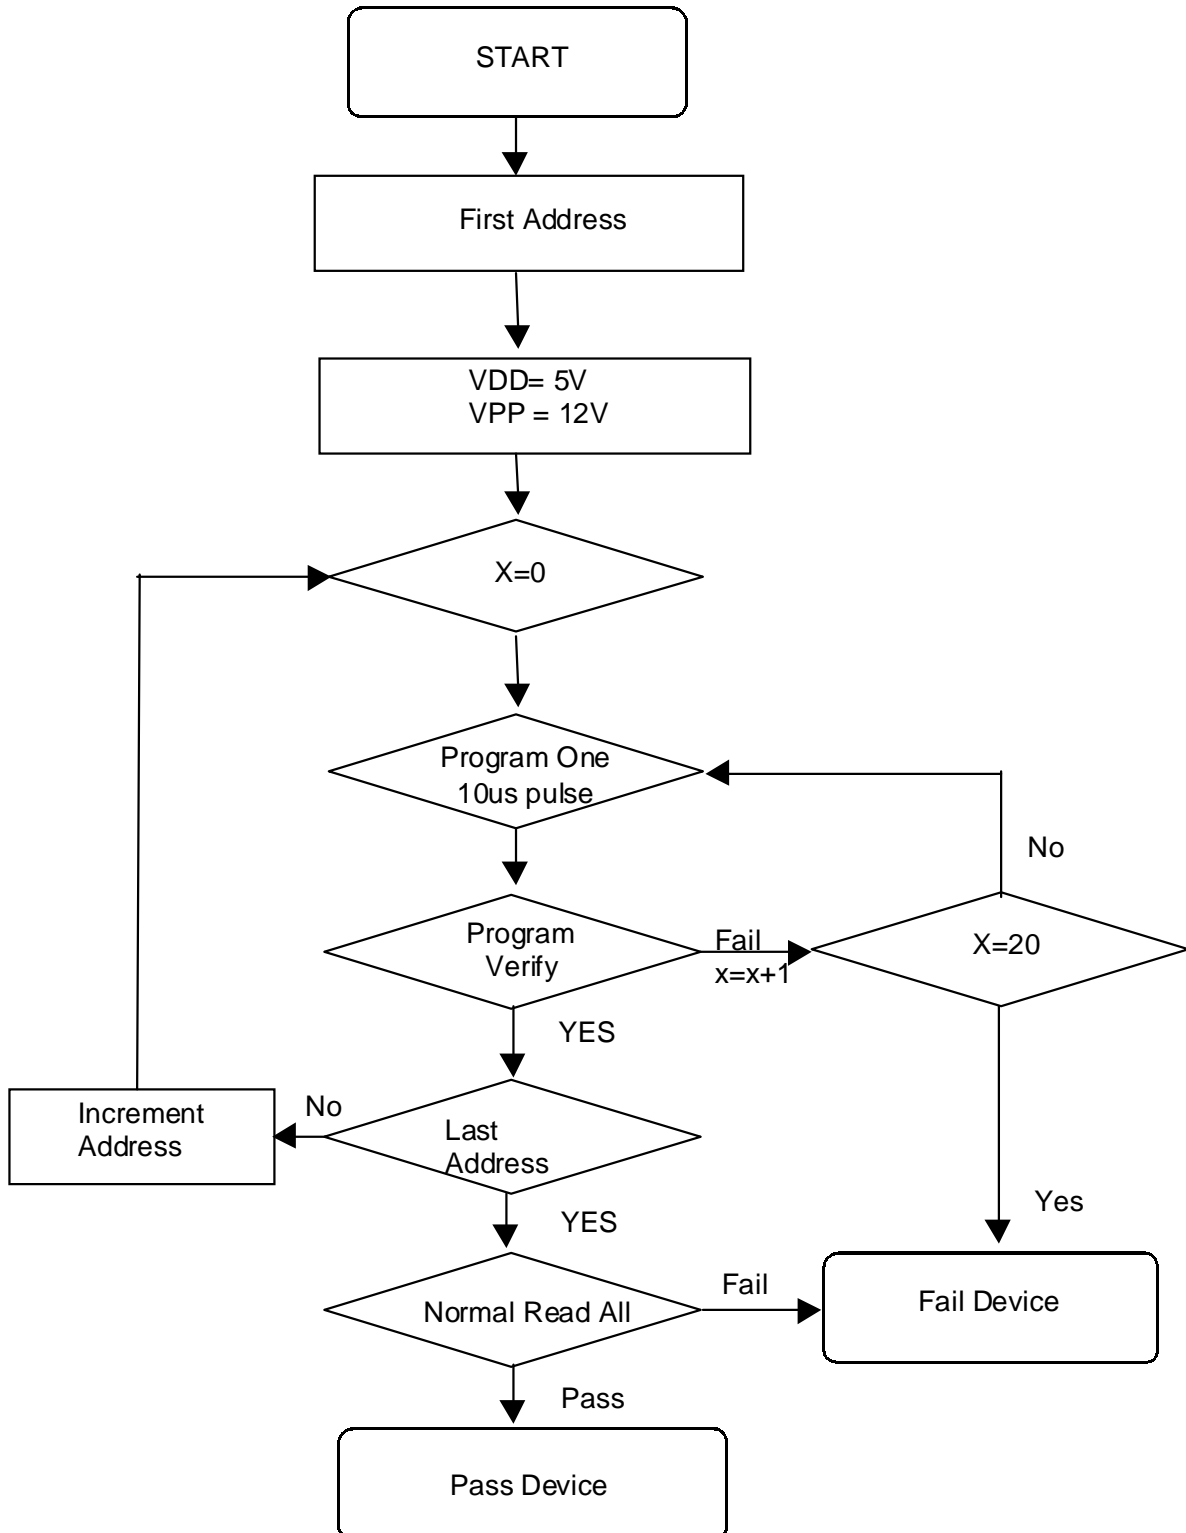 START
First Address
VDD= 5V
VPP = 12V
X=0
Program One
10us pulse
No
Program
Verify
Fail
x=x+1
X=20
YES
Increment
Address
No
Last
Address
Yes
YES
Normal Read All
Fail
Fail Device
Pass
Pass Device